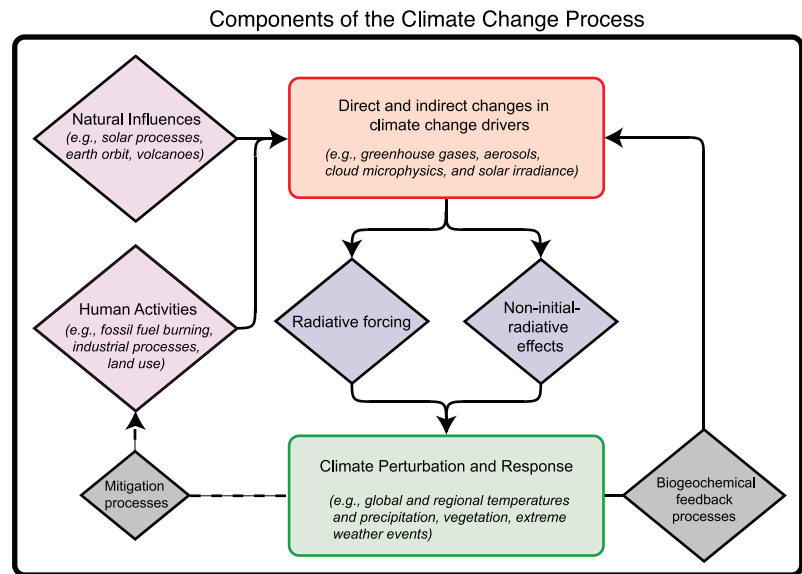 Components of the Climate Change Process
Natural Influences
(e.g., solar processes,
earth orbit, volcanoes)
Direct and indirect changes in
climate change drivers
(e.g., greenhouse gases, aerosols,
cloud microphysics, and solar irradiance)
Human Activities
(e.g., fossil fuel burning,
industrial processes,
land use)
Radiative forcing
Non-initial-
radiative
effects
Mitigation
processes
Climate Perturbation and Response
(e.g., global and regional temperatures
and precipitation, vegetation, extreme
weather events)
Biogeochemical
feedback
processes